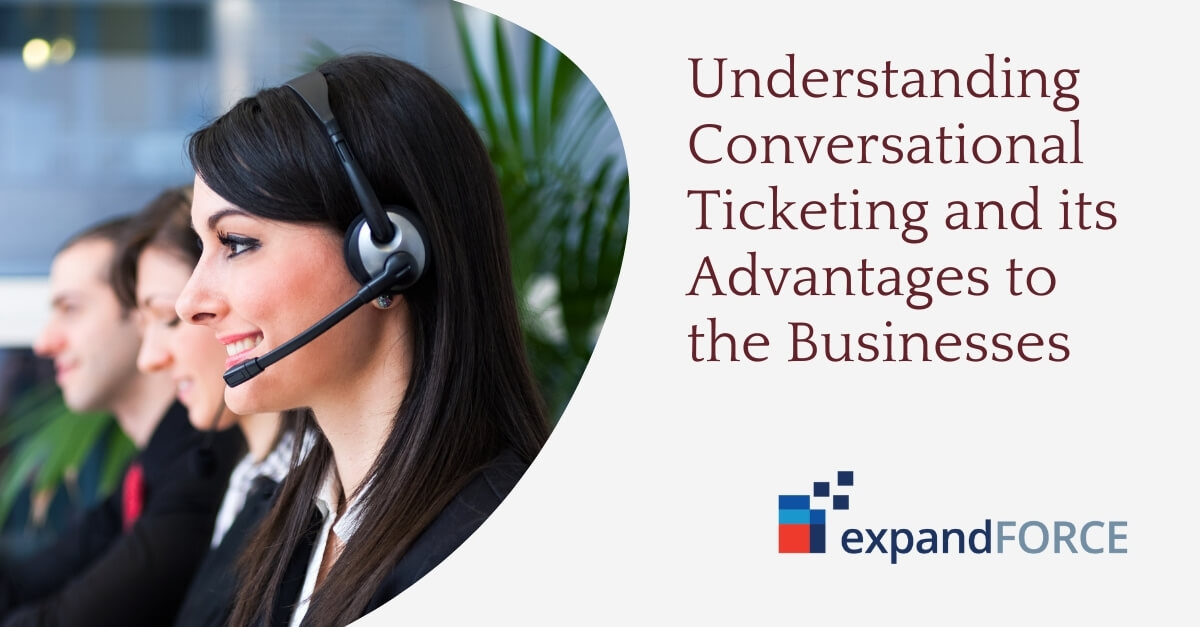 Understanding
Conversational
Ticketing and its
Advantages to
the Businesses
expandFORCE